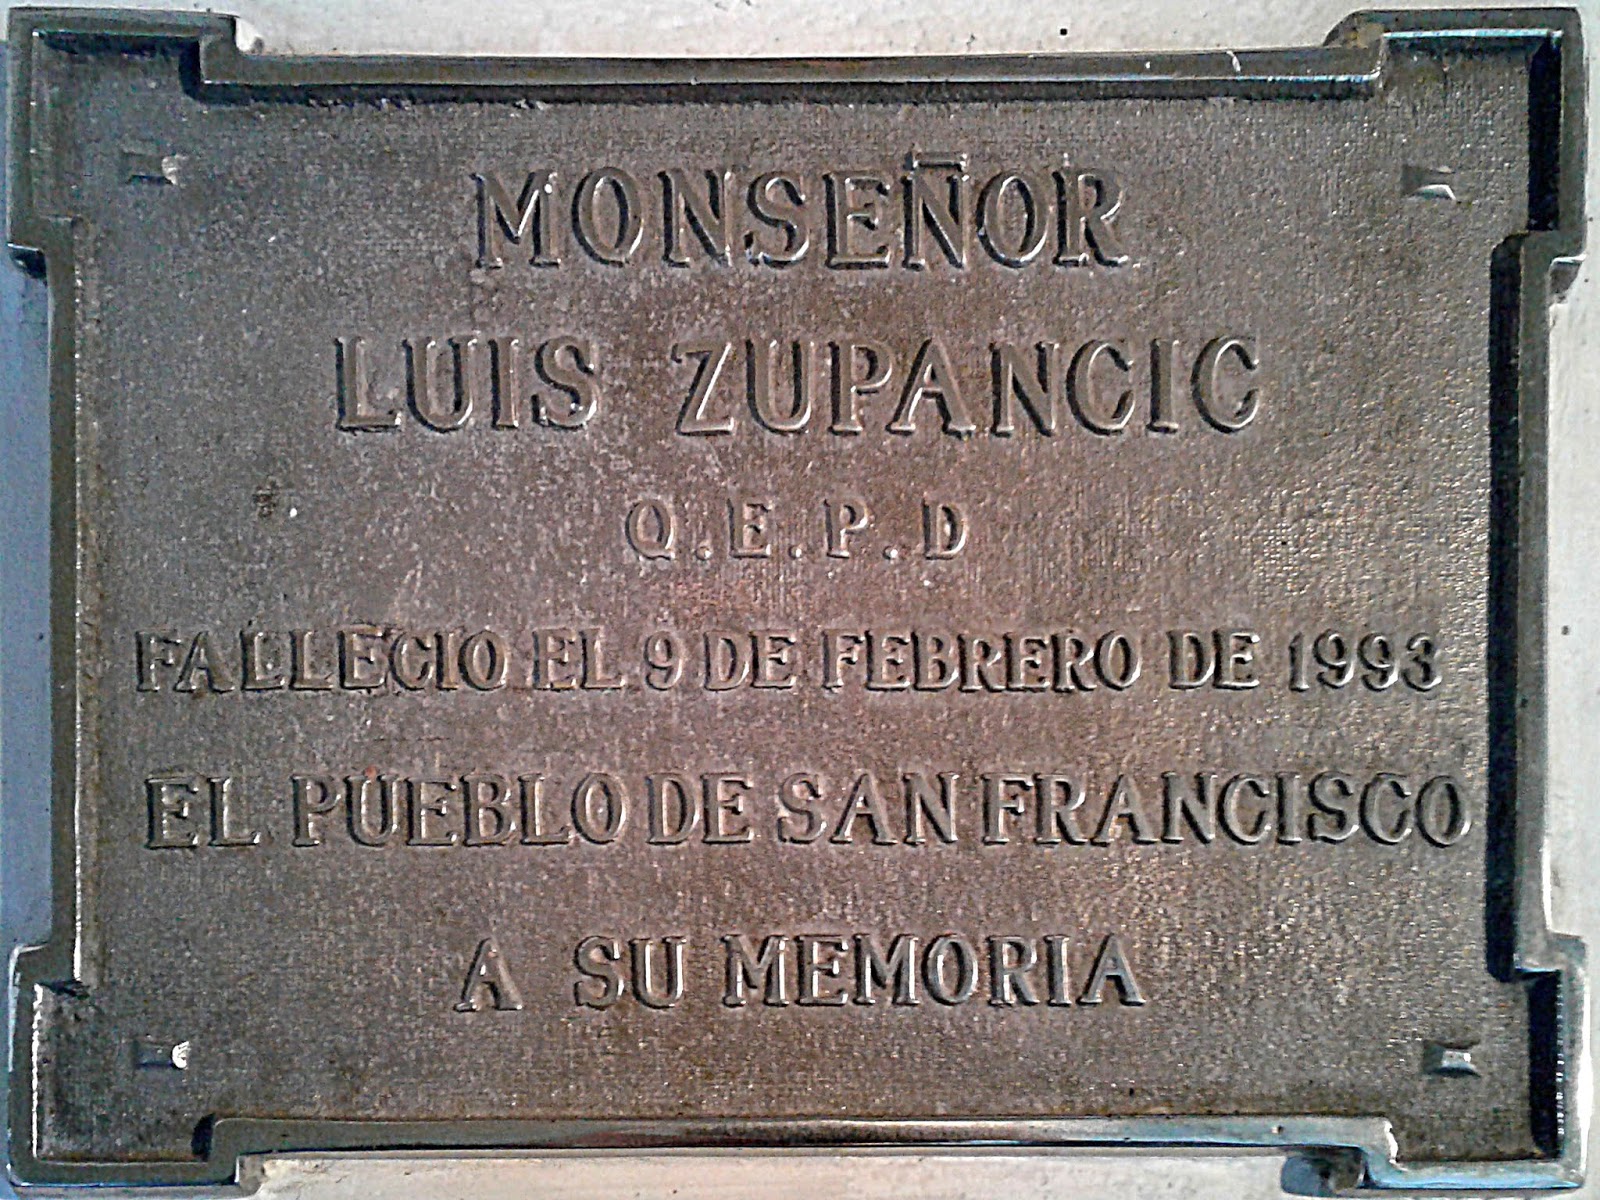 MONSEÑOR
LUIS ZUPANCIC
Q.E.P.D
FALLECIO EL 9 DE FEBRERO DE 1993
EL PUEBLO DE SAN FRANCISCO
A SU MEMORIA